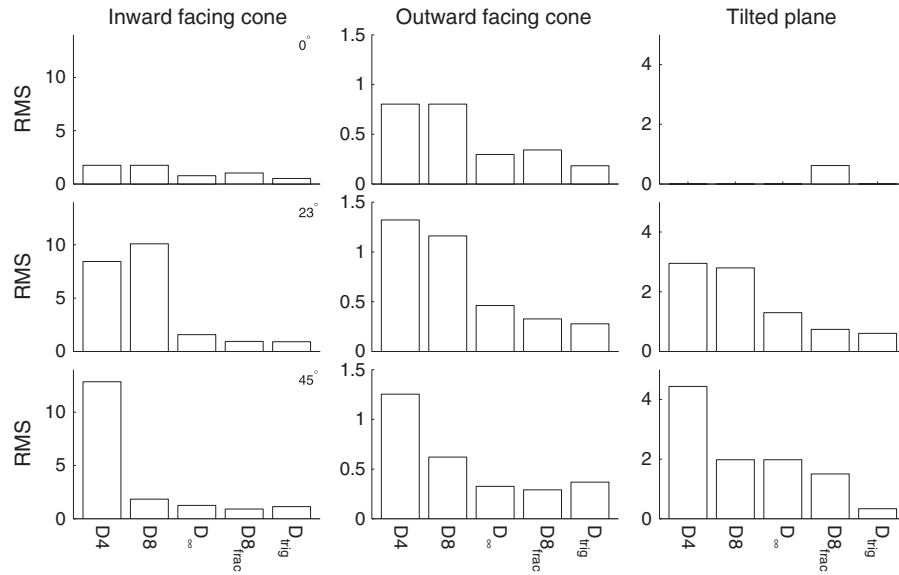 Inward facing cone
Outward facing cone
Tilted plane
RMS
10
5
0
0°
1.5
1
0.5
0
4
2
0
RMS
10
5
0
23°
1.5
1
0.5
0
4
2
0
RMS
10
5
0
45°
1.5
1
0.5
0
4
2
0
D4
D8
D∞
D8frac
Dtrig
D4
D8
D∞
D8frac
Dtrig
D4
D8
D∞
D8frac
Dtrig